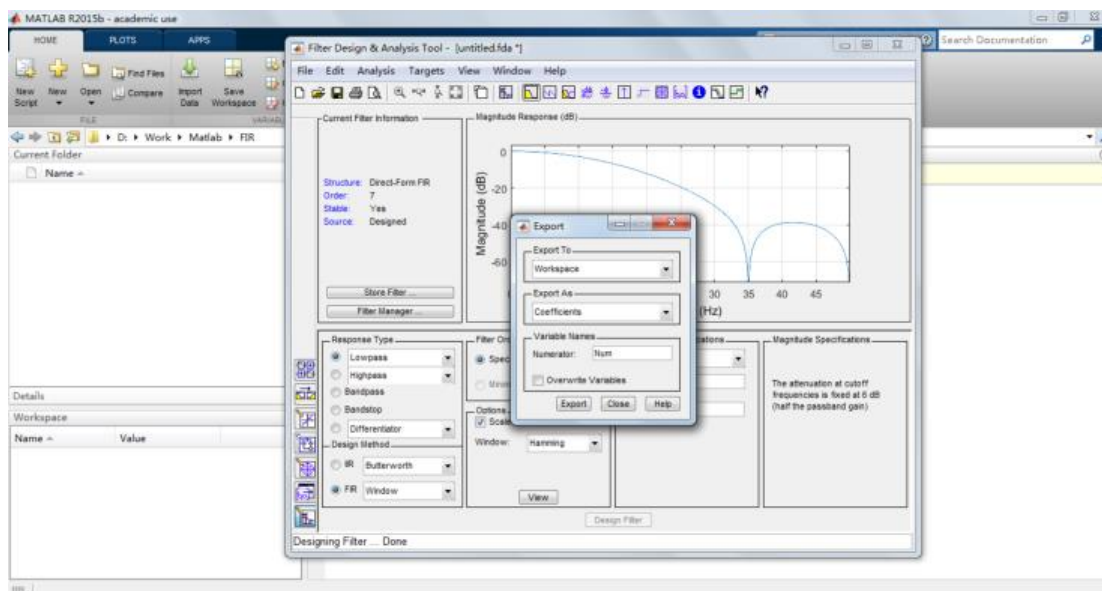 MATLAB R2015b - academic use
HOME PLOTS APPS
Search Documentation
New Script
New
Open
Find Files
Compare
Import Data
Save Workspace
FILE
D: Work Matlab FIR
Current Folder
Name
Details
Workspace
Name Value
Filter Design & Analysis Tool - [untitled.fda *]
File Edit Analysis Targets View Window Help
Current Filter Information
Structure: Direct-Form FIR
Order: 7
Stable: Yes
Source: Designed
Store Filter ...
Filter Manager ...
Magnitude Response (dB)
Magnitude (dB)
0
-20
-40
-60
30 35 40 45
(Hz)
Export
Export To
Workspace
Export As
Coefficients
Variable Names
Numerator: Num
Overwrite Variables
Export Close Help
Response Type
Lowpass
Highpass
Bandpass
Bandstop
Differentiator
Design Method
IIR Butterworth
FIR Window
Options
Window: Hamming
View
Magnitude Specifications
The attenuation at cutoff
frequencies is fixed at 6 dB
(half the passband gain)
Design Filter
Designing Filter ... Done